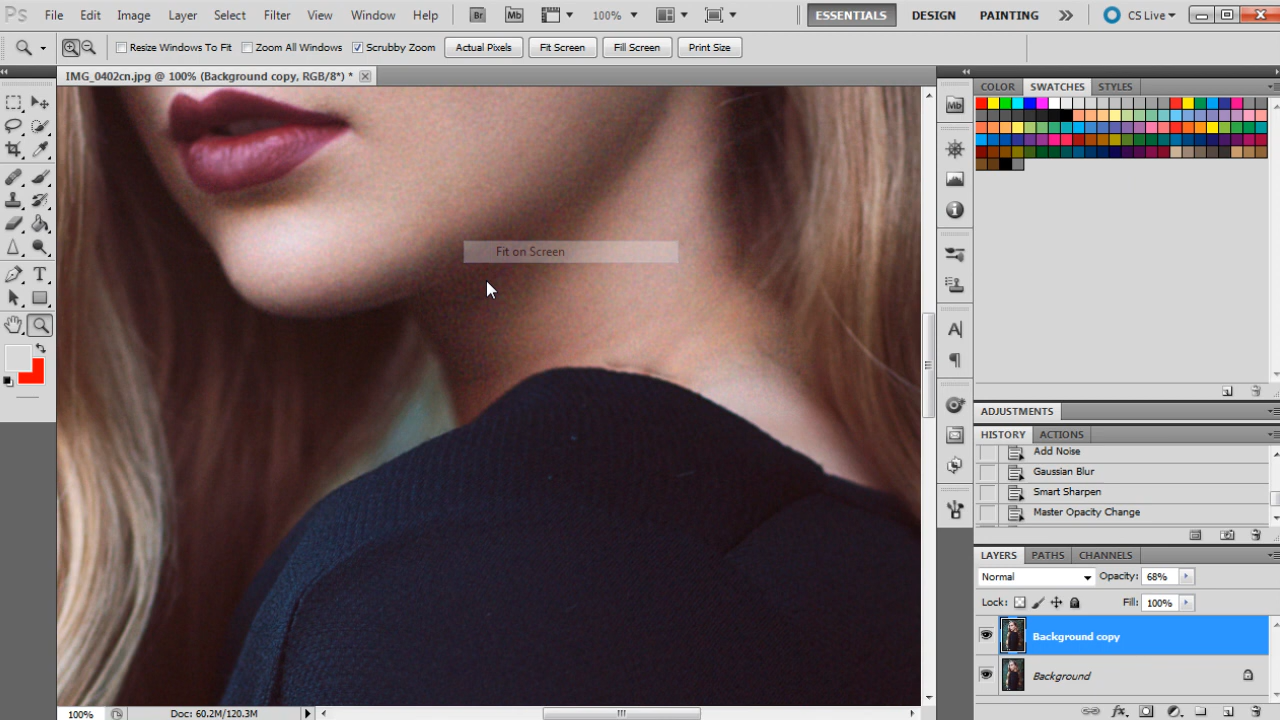 Ps File Edit Image Layer Select Filter View Window Help Br Mb 100% ESSENTIALS DESIGN PAINTING CS Live
Resize Windows To Fit Zoom All Windows Scrubby Zoom Actual Pixels Fit Screen Fill Screen Print Size
IMG_0402cn.jpg @ 100% (Background copy, RGB/8*) *
COLOR SWATCHES STYLES
Mb
Fit on Screen
ADJUSTMENTS
HISTORY ACTIONS
Add Noise
Gaussian Blur
Smart Sharpen
Master Opacity Change
LAYERS PATHS CHANNELS
Normal Opacity: 68%
Lock: Fill: 100%
Background copy
Background
100% Doc: 60.2M/120.3M